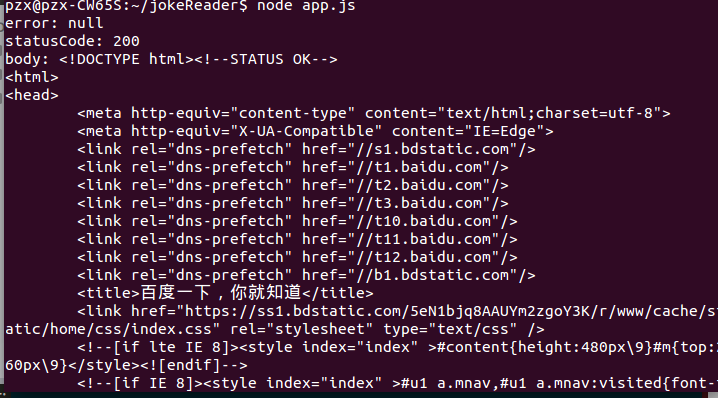 pzx@pzx-CW65S:~/jokeReader$ node app.js
error: null
statusCode: 200
body: <!DOCTYPE html><!--STATUS OK-->
<html>
<head>
<meta http-equiv="content-type" content="text/html;charset=utf-8">
<meta http-equiv="X-UA-Compatible" content="IE=Edge">
<link rel="dns-prefetch" href="//s1.bdstatic.com"/>
<link rel="dns-prefetch" href="//t1.baidu.com"/>
<link rel="dns-prefetch" href="//t2.baidu.com"/>
<link rel="dns-prefetch" href="//t3.baidu.com"/>
<link rel="dns-prefetch" href="//t10.baidu.com"/>
<link rel="dns-prefetch" href="//t11.baidu.com"/>
<link rel="dns-prefetch" href="//t12.baidu.com"/>
<link rel="dns-prefetch" href="//b1.bdstatic.com"/>
<title>百度一下，你就知道</title>
<link href="https://ss1.bdstatic.com/5eN1bjq8AAUYm2zgoY3K/r/www/cache/st
atic/home/css/index.css" rel="stylesheet" type="text/css" />
<!--[if lte IE 8]><style index="index" >#content{height:480px\9}#m{top:
60px\9}</style><![endif]-->
<!--[if IE 8]><style index="index" >#u1 a.mnav,#u1 a.mnav:visited{font-